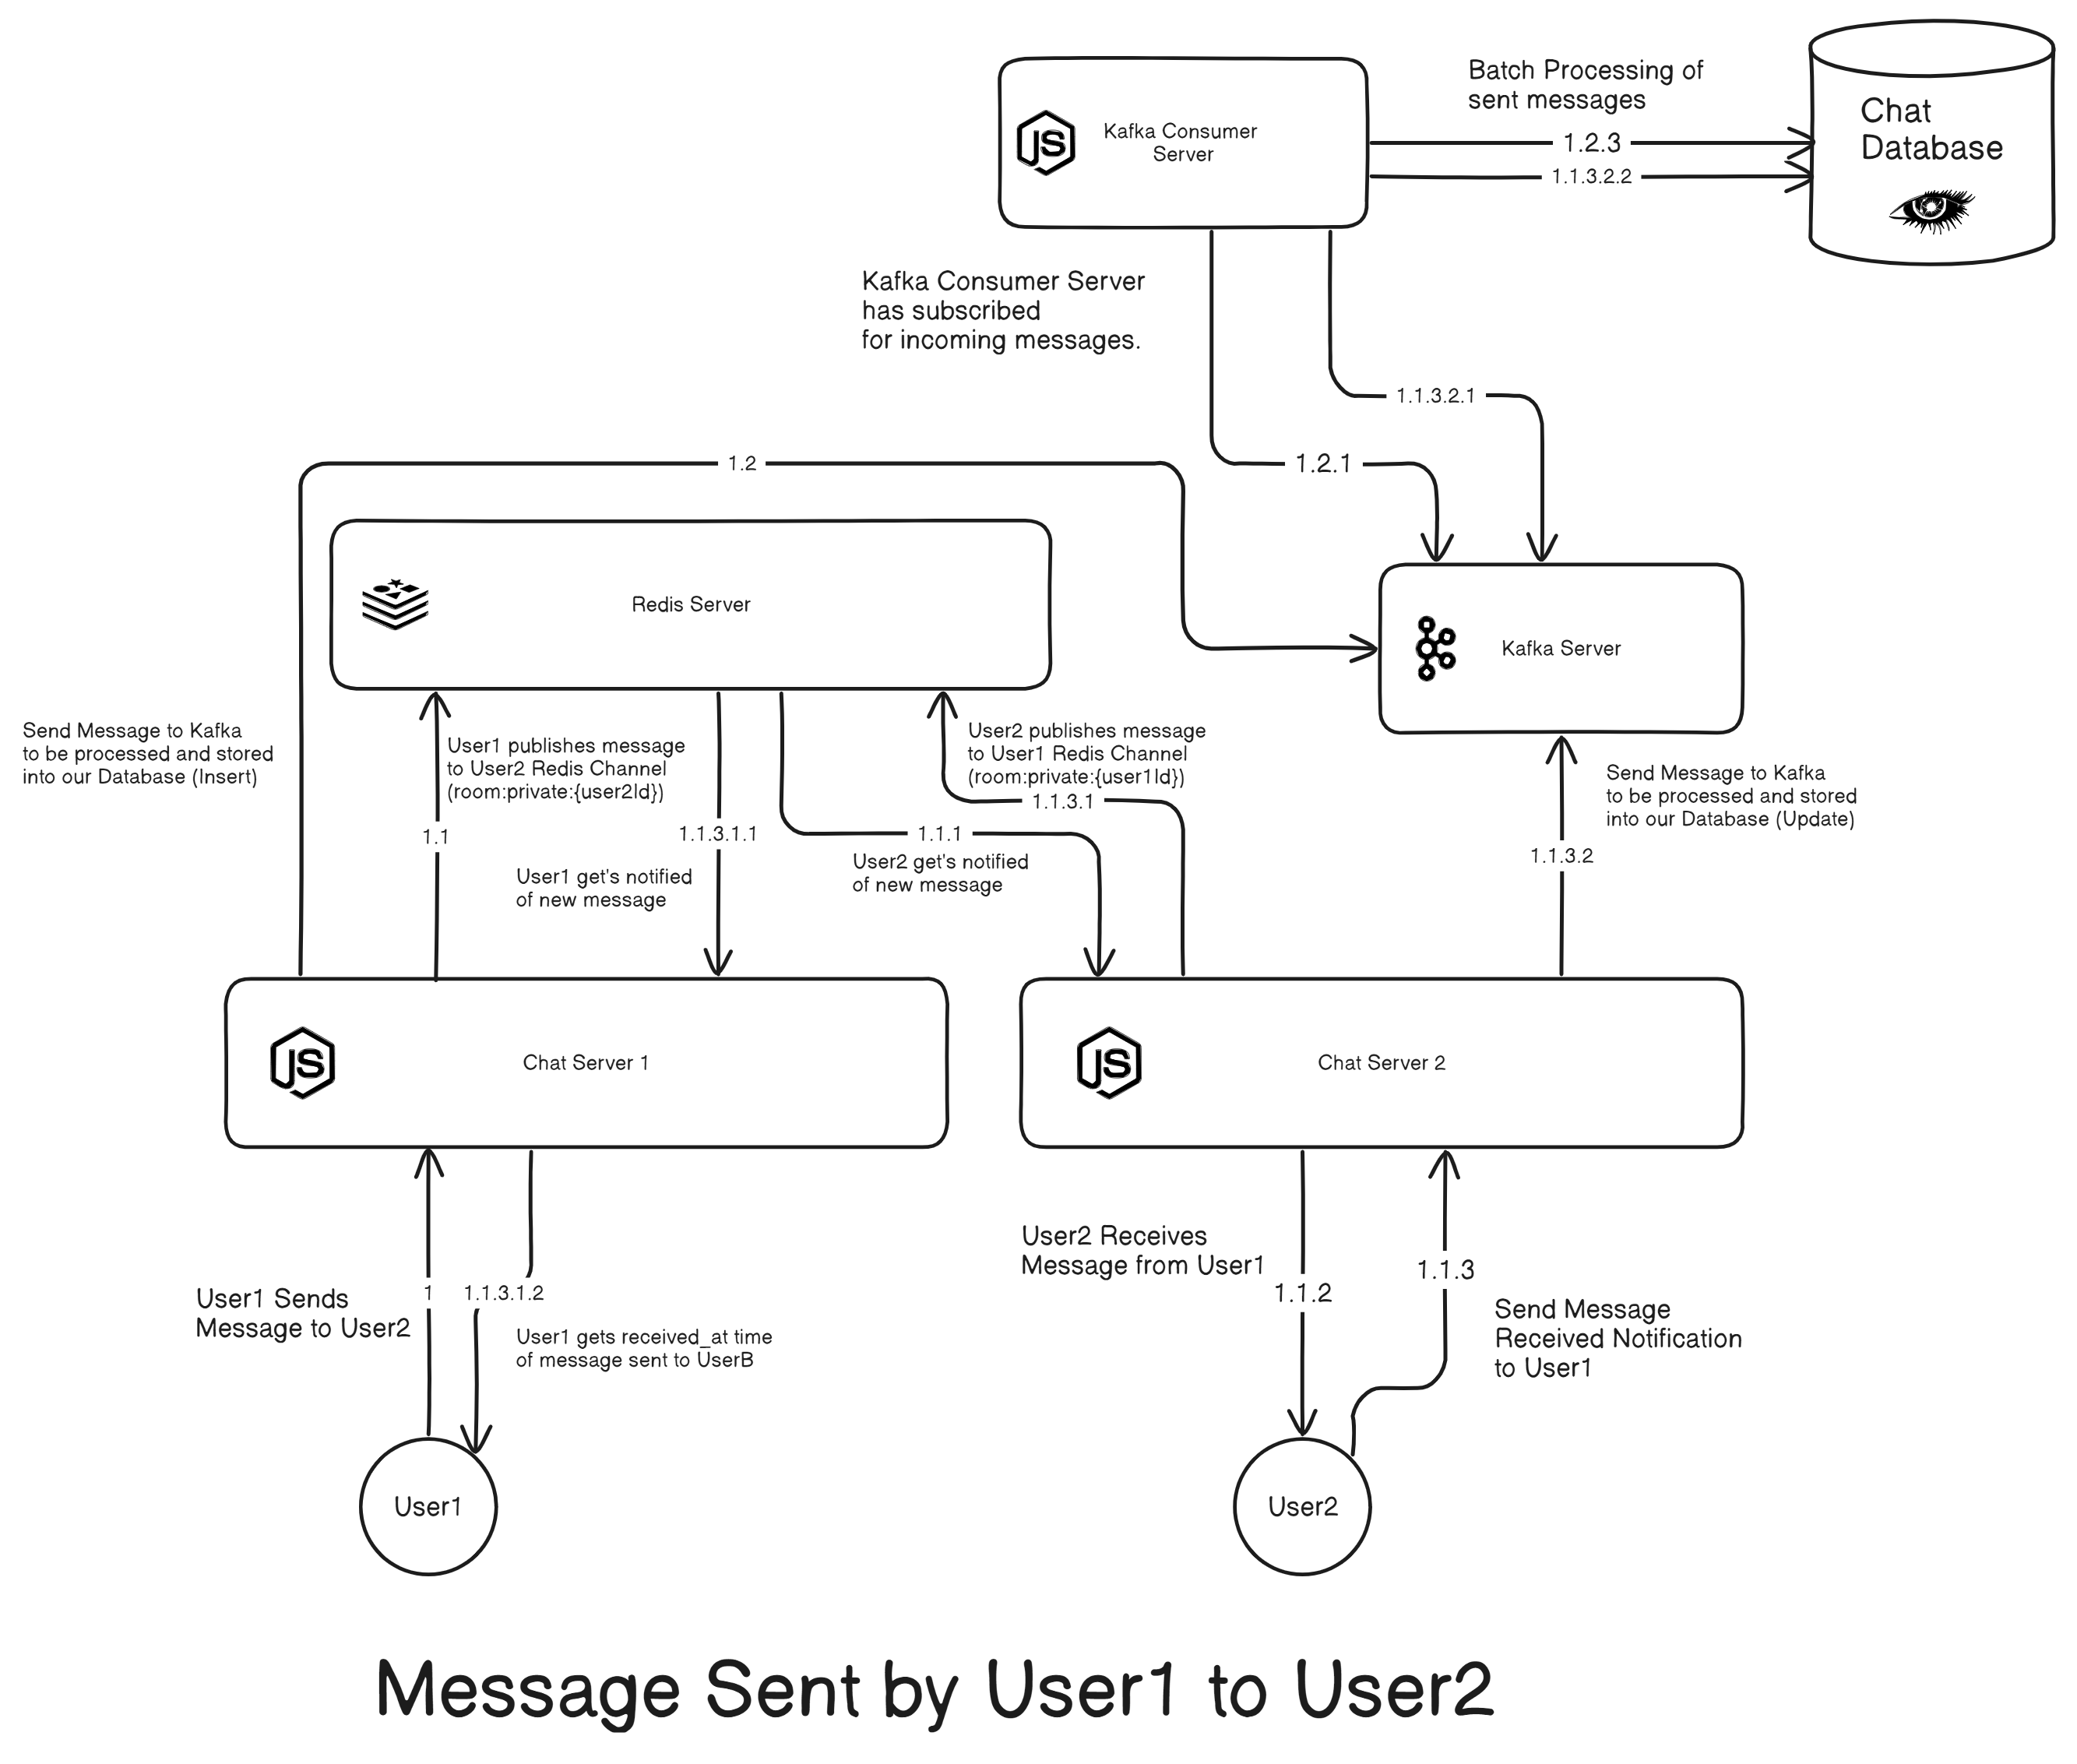 Batch Processing of
sent messages
Chat
Database
JS
Kafka Consumer
Server
1.2.3
1.1.3.2.2
Kafka Consumer Server
has subscribed
for incoming messages.
1.1.3.2.1
1.2
1.2.1
Redis Server
Kafka Server
Send Message to Kafka
to be processed and stored
into our Database (Insert)
User1 publishes message
to User2 Redis Channel
(room:private:{user2Id})
User2 publishes message
to User1 Redis Channel
(room:private:{user1Id})
Send Message to Kafka
to be processed and stored
into our Database (Update)
1.1
1.1.3.1.1
1.1.1
1.1.3.1
1.1.3.2
User1 get's notified
of new message
User2 get's notified
of new message
JS
Chat Server 1
JS
Chat Server 2
User1 Sends
Message to User2
1
1.1.3.1.2
User1 gets received_at time
of message sent to UserB
User2 Receives
Message from User1
1.1.2
1.1.3
Send Message
Received Notification
to User1
User1
User2
Message Sent by User1 to User2